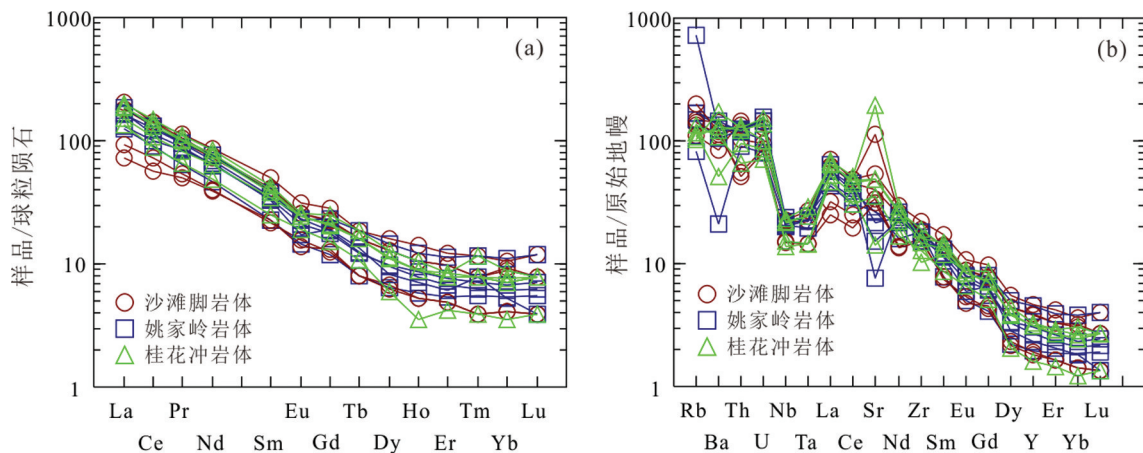 1000
100
10
1
样品/球粒陨石
(a)
沙滩脚岩体
姚家岭岩体
桂花冲岩体
La Pr Eu Tb Ho Tm Lu
Ce Nd Sm Gd Dy Er Yb
1000
100
10
1
样品/原始地幔
(b)
沙滩脚岩体
姚家岭岩体
桂花冲岩体
Rb Th Nb La Sr Zr Eu Dy Er Lu
Ba U Ta Ce Nd Sm Gd Y Yb